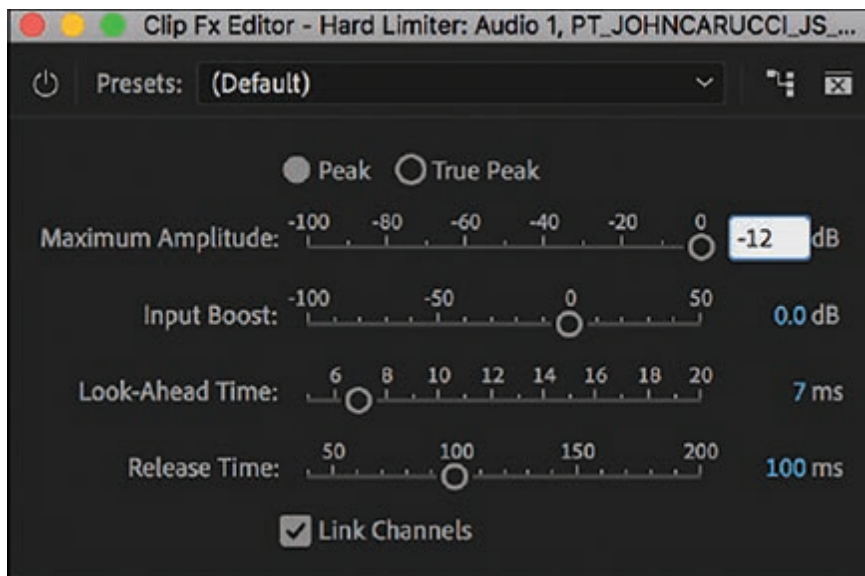 Clip Fx Editor - Hard Limiter: Audio 1, PT_JOHNCARUCCI_JS_...
Presets: (Default)
Peak True Peak
-100 -80 -60 -40 -20 0
Maximum Amplitude: -12 dB
-100 -50 0 50
Input Boost: 0.0 dB
6 8 10 12 14 16 18 20
Look-Ahead Time: 7 ms
50 100 150 200
Release Time: 100 ms
Link Channels